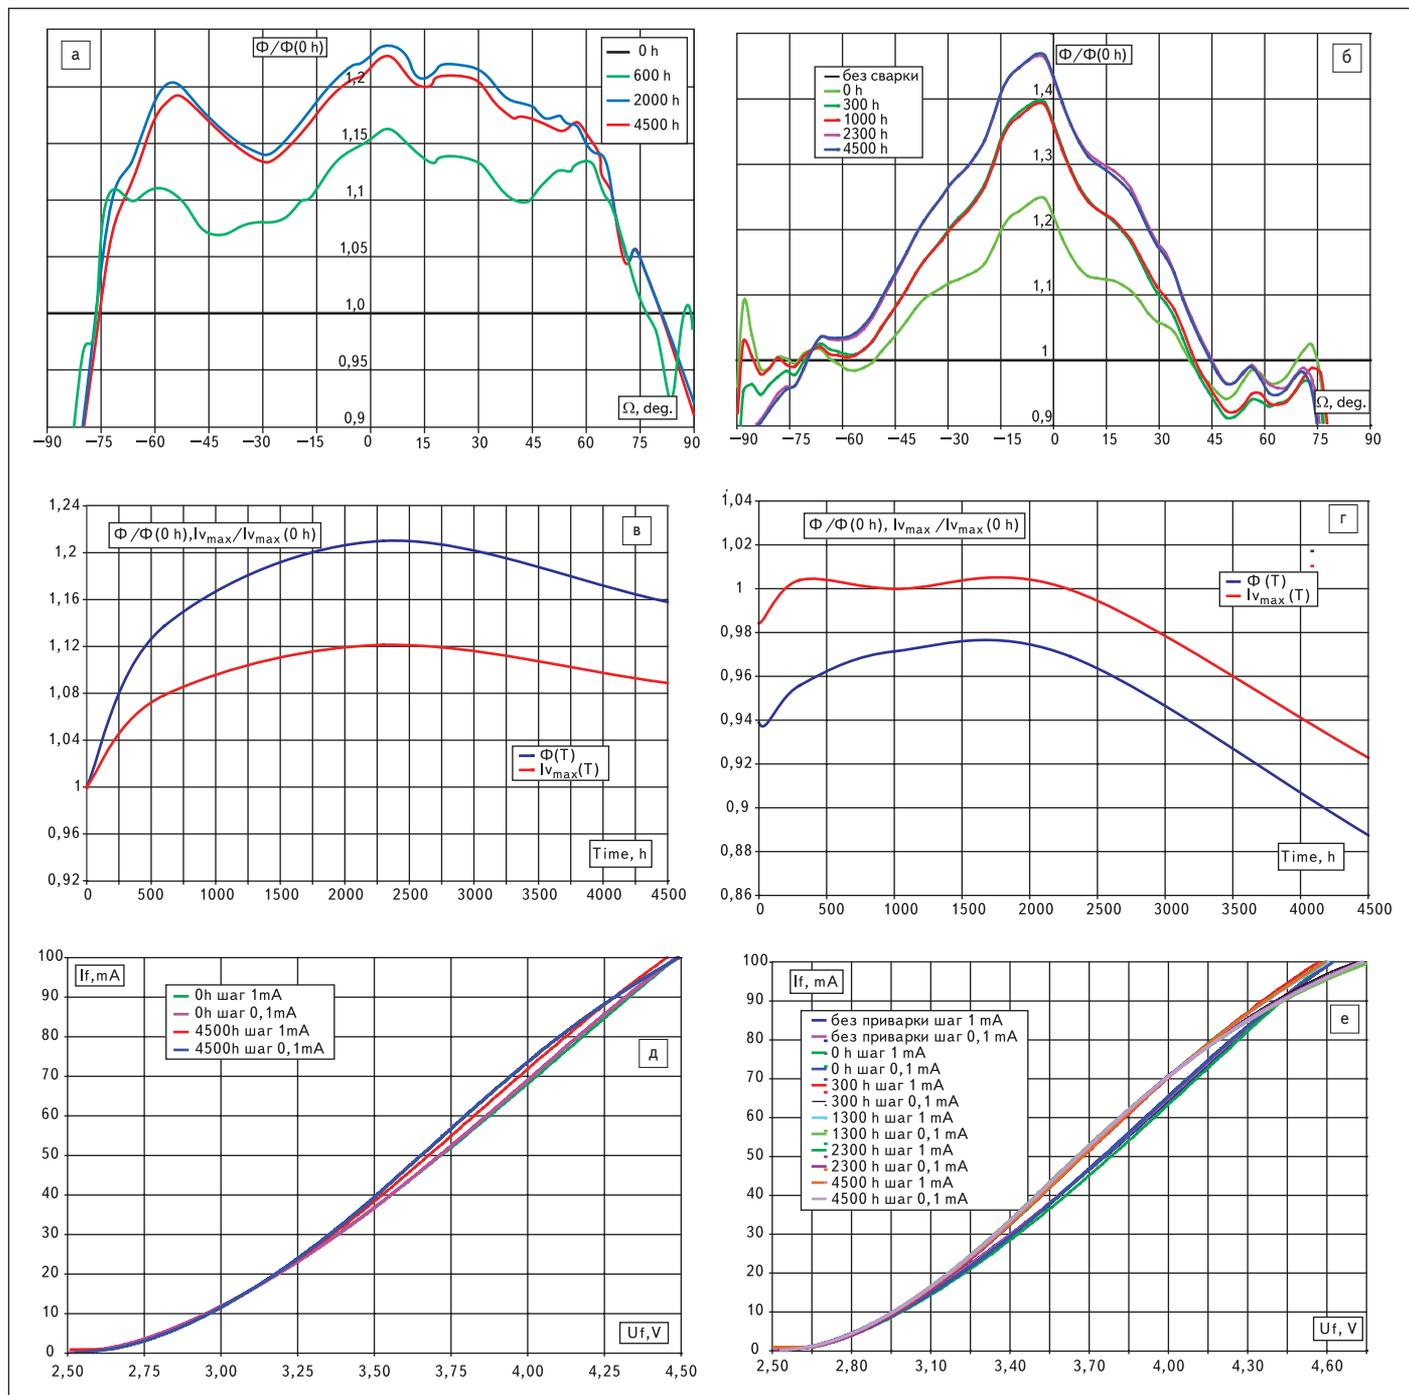 а
Ф/Ф(0 h)
0 h
600 h
2000 h
4500 h
1,2
1,15
1,1
1,05
1,0
0,95
0,9
Ω, deg.
−90 −75 −60 −45 −30 −15 0 15 30 45 60 75 90
б
Ф/Ф(0 h)
без сварки
0 h
300 h
1000 h
2300 h
4500 h
1,4
1,3
1,2
1,1
1
0,9
Ω, deg.
−90 −75 −60 −45 −30 −15 0 15 30 45 60 75 90
в
Ф/Ф(0 h),Ivmax/Ivmax(0 h)
1,24
1,2
1,16
1,12
1,08
1,04
1
0,96
0,92
Ф(T)
Ivmax(T)
Time, h
0 500 1000 1500 2000 2500 3000 3500 4000 4500
г
Ф/Ф(0 h), Ivmax/Ivmax(0 h)
1,04
1,02
1
0,98
0,96
0,94
0,92
0,9
0,88
0,86
Ф (T)
Ivmax(T)
Time, h
0 500 1000 1500 2000 2500 3000 3500 4000 4500
д
If,mA
100
90
80
70
60
50
40
30
20
10
0
0h шаг 1mA
0h шаг 0,1mA
4500h шаг 1mA
4500h шаг 0,1mA
Uf,V
2,50 2,75 3,00 3,25 3,50 3,75 4,00 4,25 4,50
е
If, mA
100
90
80
70
60
50
40
30
20
10
0
без приварки шаг 1 mA
без приварки шаг 0,1 mA
0 h шаг 1 mA
0 h шаг 0,1 mA
300 h шаг 1 mA
300 h шаг 0,1 mA
1300 h шаг 1 mA
1300 h шаг 0,1 mA
2300 h шаг 1 mA
2300 h шаг 0,1 mA
4500 h шаг 1 mA
4500 h шаг 0,1 mA
Uf, V
2,50 2,80 3,10 3,40 3,70 4,00 4,30 4,60